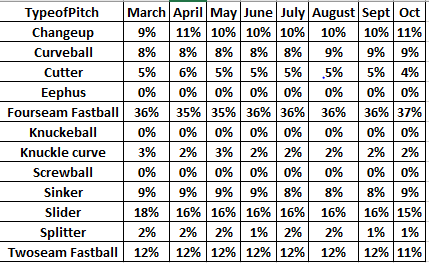 TypeofPitch March April May June July August Sept Oct
Changeup 9% 11% 10% 10% 10% 10% 10% 11%
Curveball 8% 8% 8% 8% 8% 9% 9% 9%
Cutter 5% 6% 5% 5% 5% .5% 5% 4%
Eephus 0% 0% 0% 0% 0% 0% 0% 0%
Fourseam Fastball 36% 35% 35% 36% 36% 36% 36% 37%
Knuckeball 0% 0% 0% 0% 0% 0% 0% 0%
Knuckle curve 3% 2% 3% 2% 2% 2% 2% 2%
Screwball 0% 0% 0% 0% 0% 0% 0% 0%
Sinker 9% 9% 9% 9% 8% 8% 8% 9%
Slider 18% 16% 16% 16% 16% 16% 16% 15%
Splitter 2% 2% 2% 1% 2% 2% 1% 1%
Twoseam Fastball 12% 12% 12% 12% 12% 12% 12% 11%